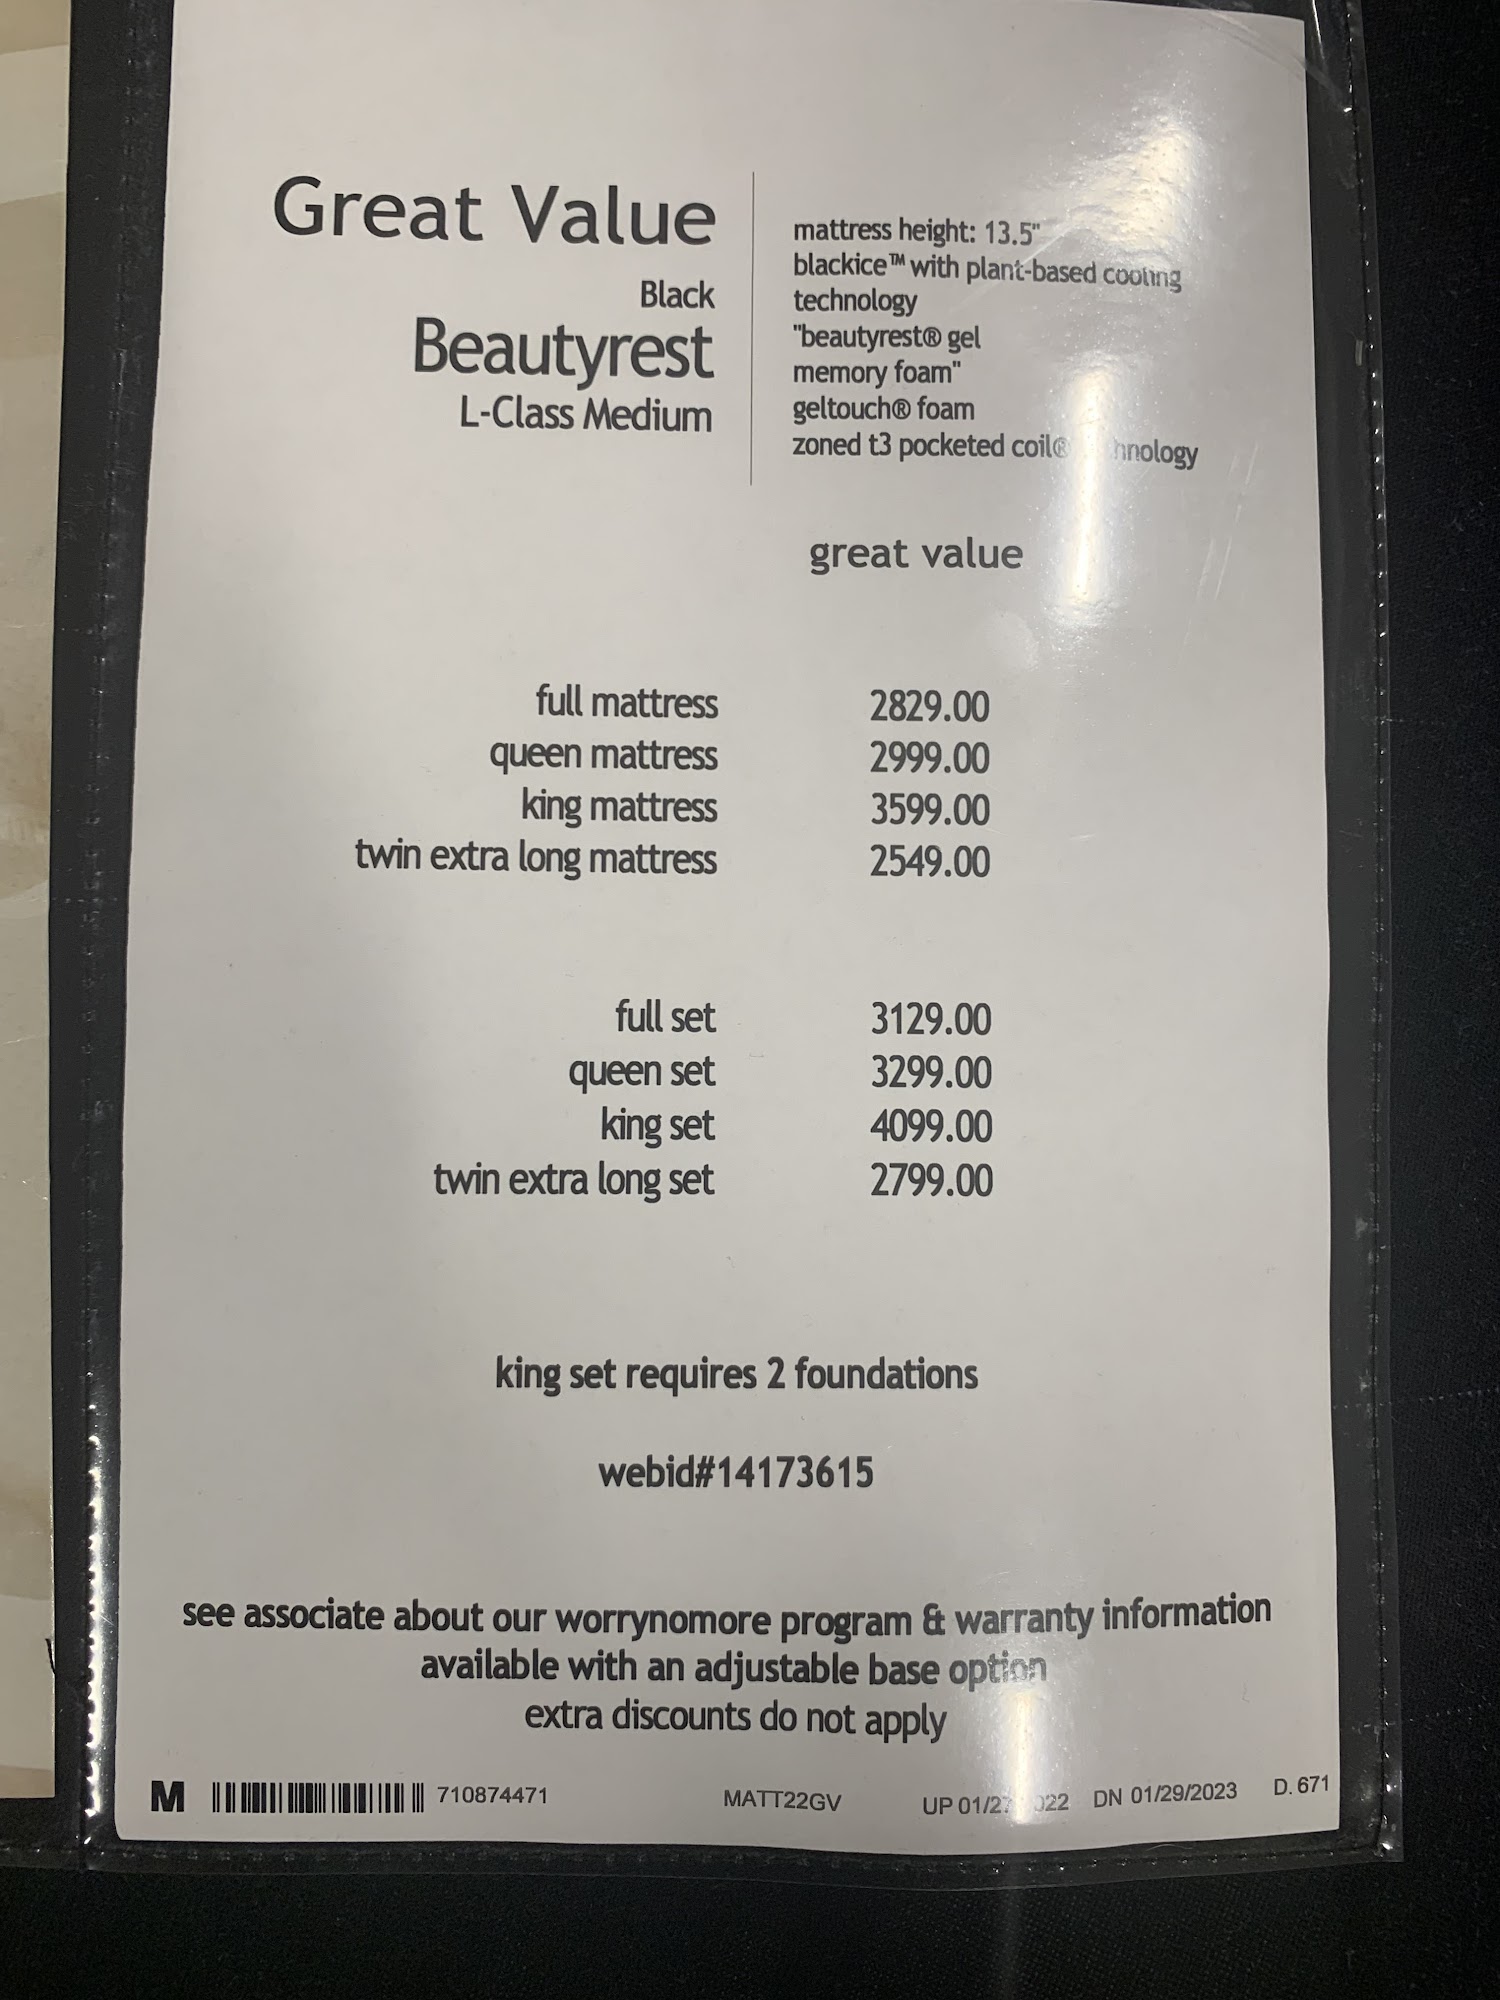 Great Value
Black
Beautyrest
L-Class Medium
mattress height: 13.5"
blackice™ with plant-based cooling
technology
"beautyrest® gel
memory foam"
geltouch® foam
zoned t3 pocketed coil®
great value
full mattress 2829.00
queen mattress 2999.00
king mattress 3599.00
twin extra long mattress 2549.00
full set 3129.00
queen set 3299.00
king set 4099.00
twin extra long set 2799.00
king set requires 2 foundations
webid#14173615
see associate about our worrynomore program & warranty information
available with an adjustable base option
extra discounts do not apply
M 710874471 MATT22GV UP DN 01/29/2023 D. 671